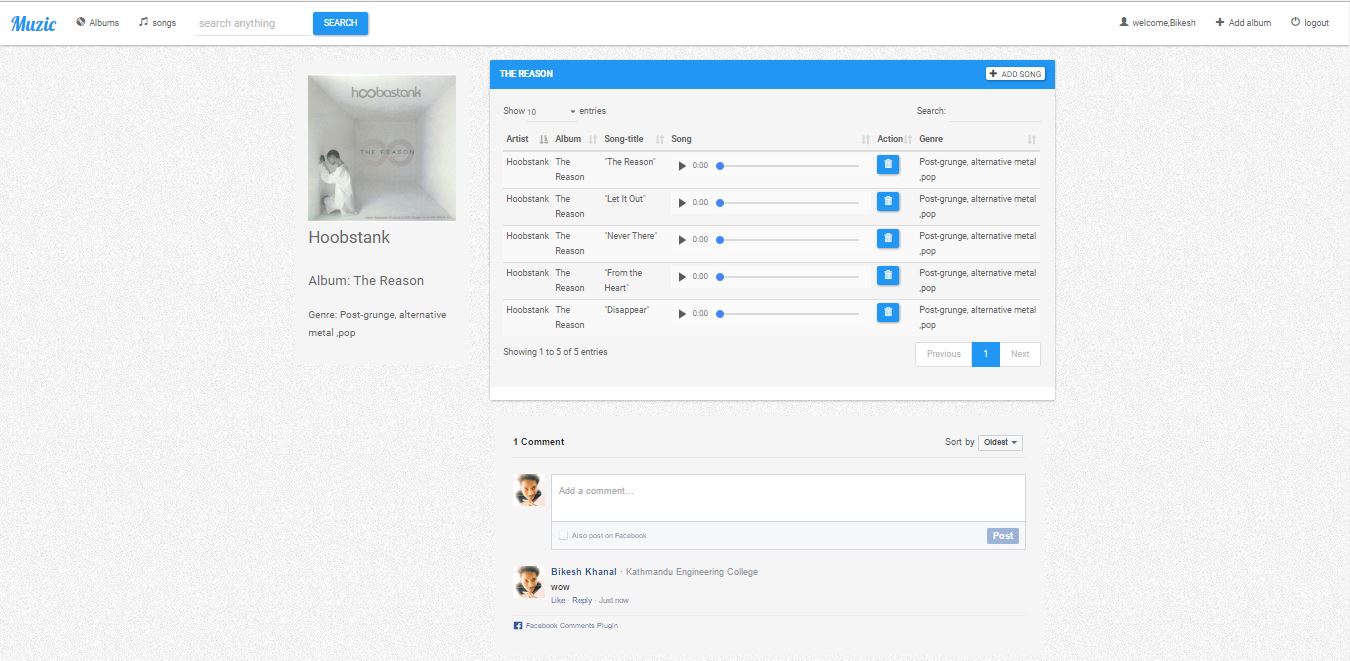 Muzic Albums songs search anything SEARCH welcome,Bikesh Add album logout
hoobastank
THE REASON
Hoobstank
Album: The Reason
Genre: Post-grunge, alternative
metal ,pop
THE REASON ADD SONG
Show 10 entries Search:
Artist Album Song-title Song Action Genre
Hoobstank The "The Reason" 0:00 Post-grunge, alternative metal
Reason ,pop
Hoobstank The "Let It Out" 0:00 Post-grunge, alternative metal
Reason ,pop
Hoobstank The "Never There" 0:00 Post-grunge, alternative metal
Reason ,pop
Hoobstank The "From the 0:00 Post-grunge, alternative metal
Reason Heart" ,pop
Hoobstank The "Disappear" 0:00 Post-grunge, alternative metal
Reason ,pop
Showing 1 to 5 of 5 entries Previous 1 Next
1 Comment Sort by Oldest
Add a comment...
Also post on Facebook Post
Bikesh Khanal · Kathmandu Engineering College
wow
Like · Reply · Just now
Facebook Comments Plugin